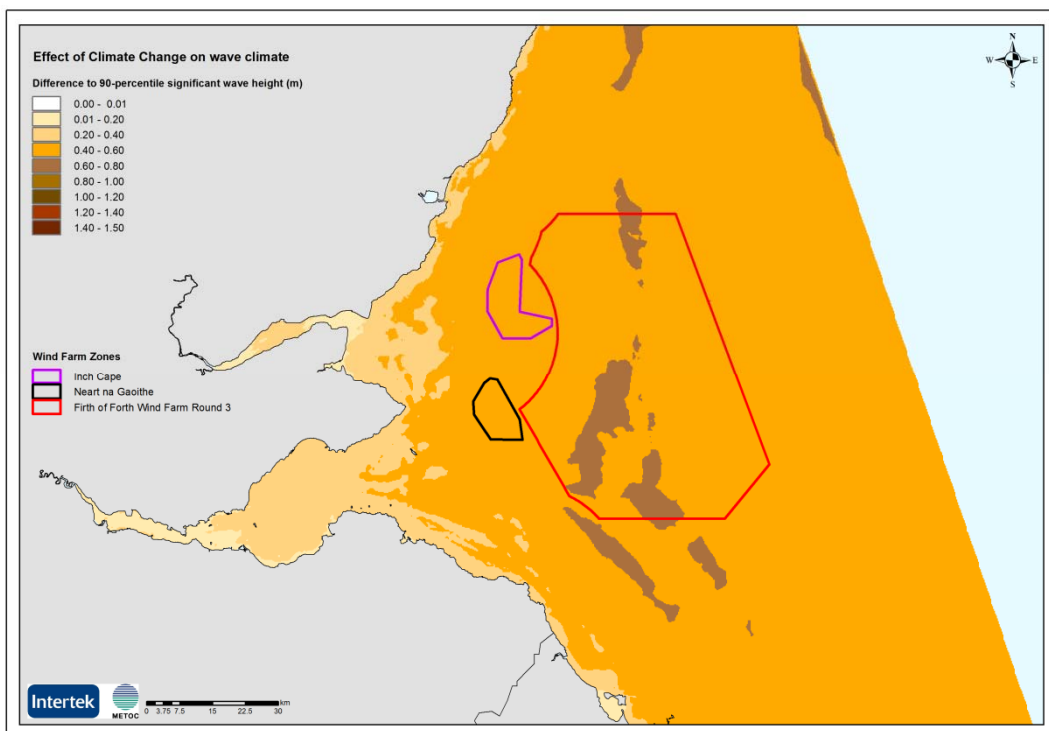 Effect of Climate Change on wave climate
Difference to 90-percentile significant wave height (m)
0.00 - 0.01
0.01 - 0.20
0.20 - 0.40
0.40 - 0.60
0.60 - 0.80
0.80 - 1.00
1.00 - 1.20
1.20 - 1.40
1.40 - 1.50
N
W E
S
Wind Farm Zones
Inch Cape
Neart na Gaoithe
Firth of Forth Wind Farm Round 3
Intertek
METOC
km
0 3.75 7.5 15 22.5 30